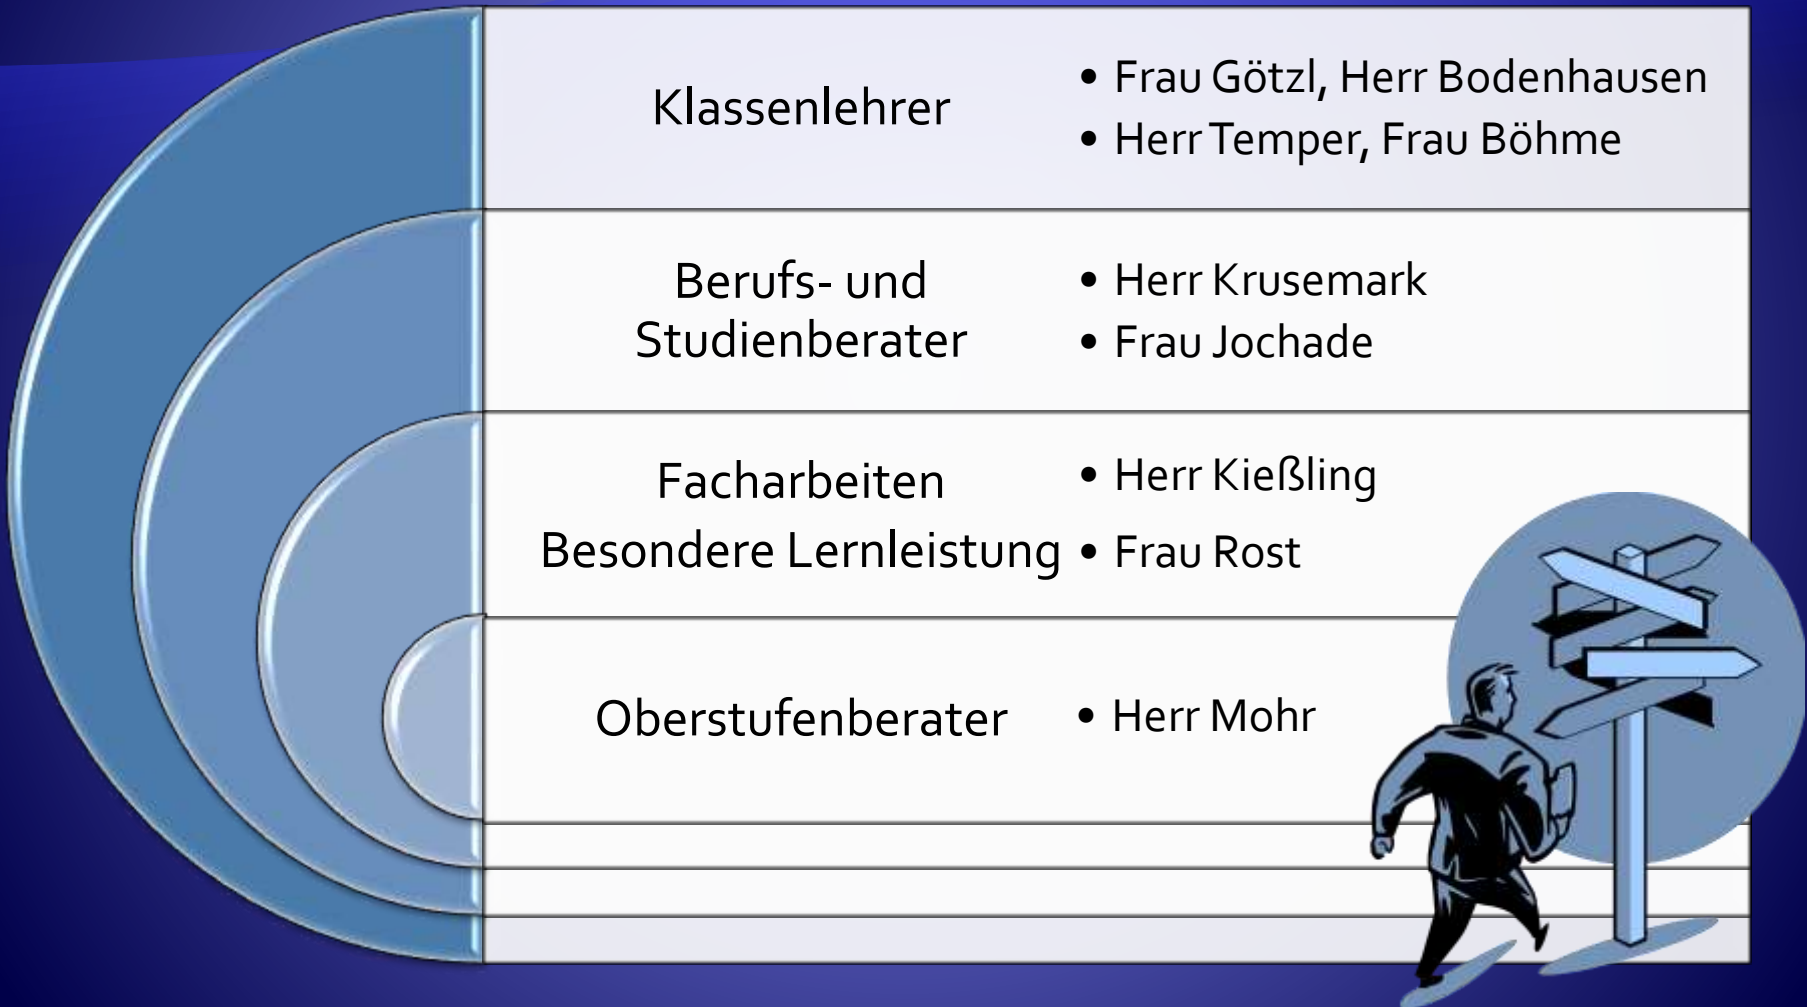 Klassenlehrer
• Frau Götzl, Herr Bodenhausen
• Herr Temper, Frau Böhme
Berufs- und
Studienberater
• Herr Krusemark
• Frau Jochade
Facharbeiten
Besondere Lernleistung
• Herr Kießling
• Frau Rost
Oberstufenberater
• Herr Mohr